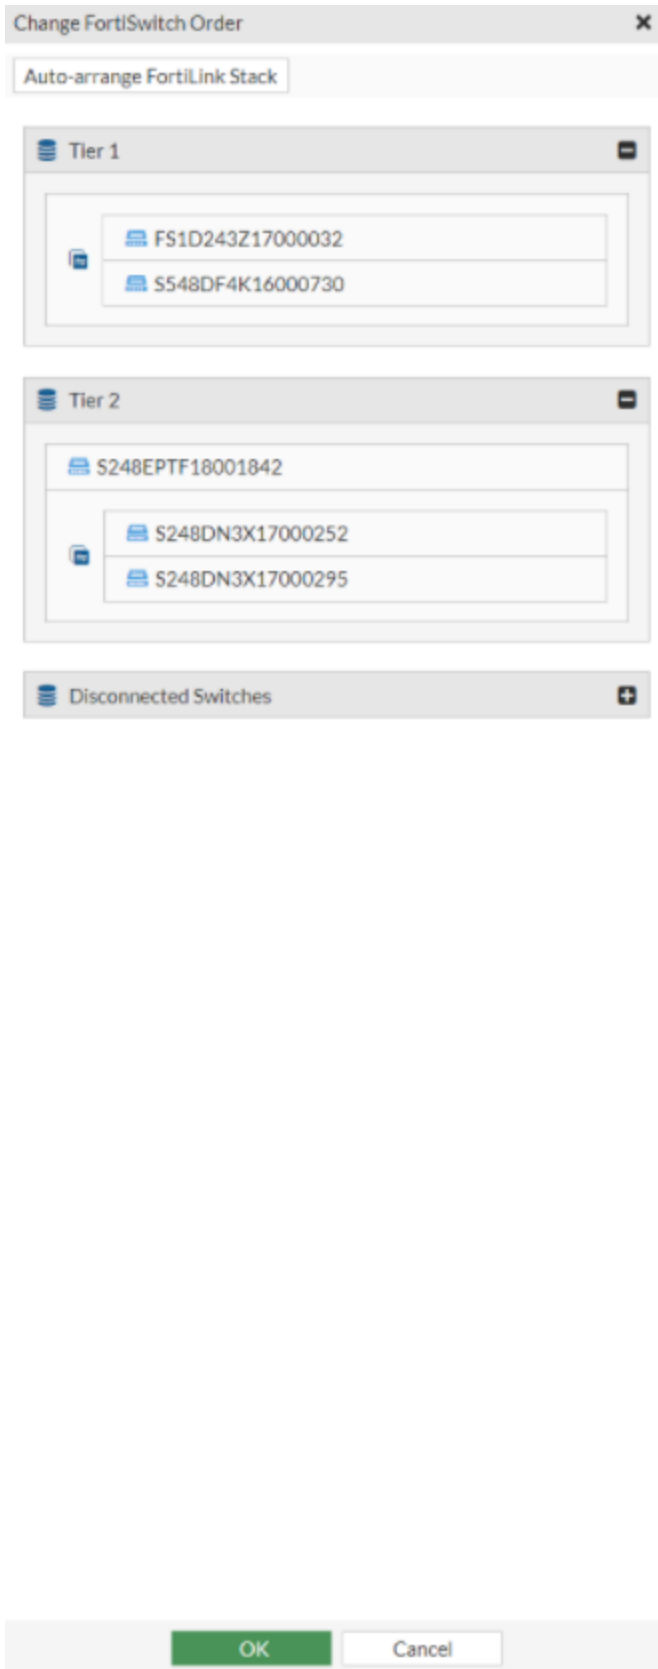 Change FortiSwitch Order
Auto-arrange FortiLink Stack
Tier 1
FS1D243Z17000032
S548DF4K16000730
Tier 2
S248EPTF18001842
S248DN3X17000252
S248DN3X17000295
Disconnected Switches
OK Cancel